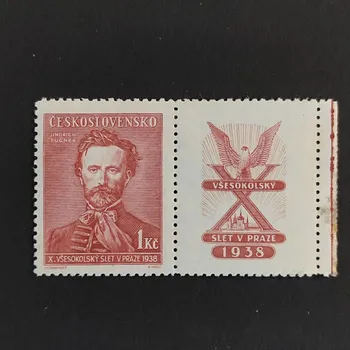 ČESKOSLOVENSKO
JINDŘICH
FÜGNER
1Kč
X. VŠESOKOLSKÝ SLET V PRAZE 1938
VŠESOKOLSKÝ
X
SLET V PRAZE
1938